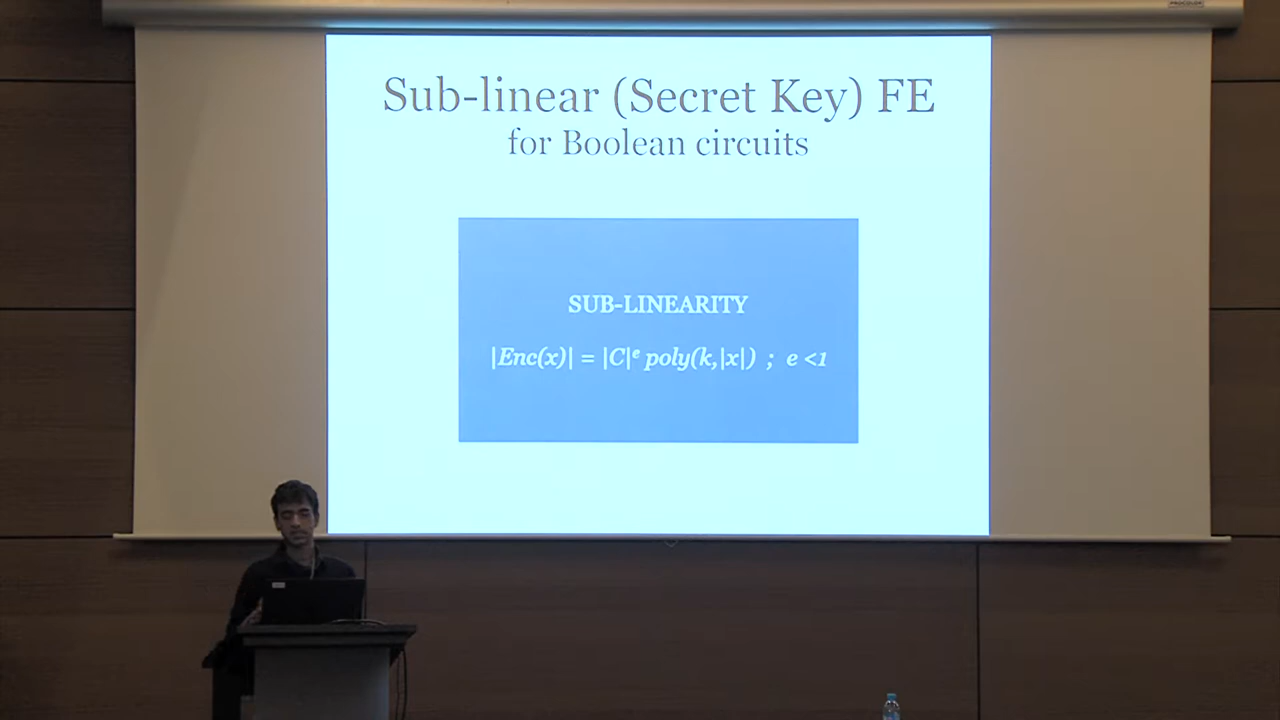 Sub-linear (Secret Key) FE
for Boolean circuits
SUB-LINEARITY
|Enc(x)| = |C|ᵉ poly(k,|x|) ; e <1